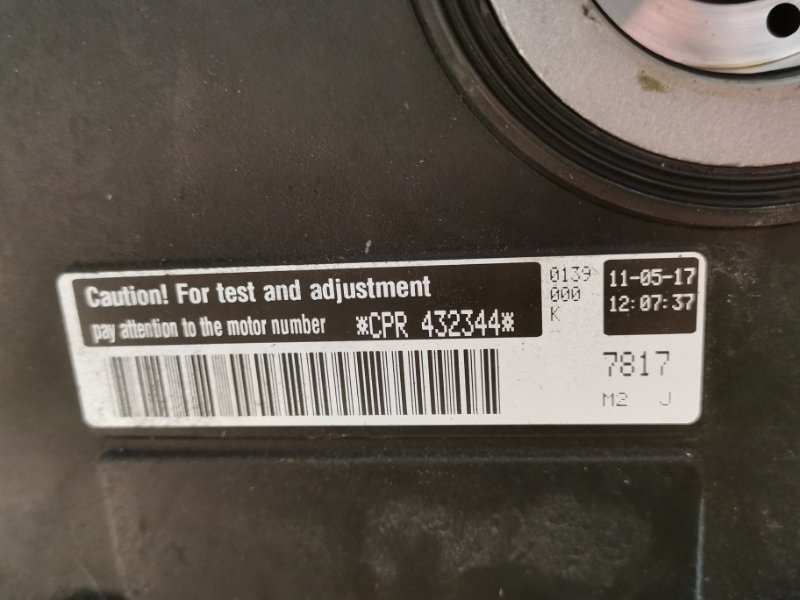 Caution! For test and adjustment
pay attention to the motor number *CPR 432344*
0139
000
K
11-05-17
12:07:37
7817
M2 J